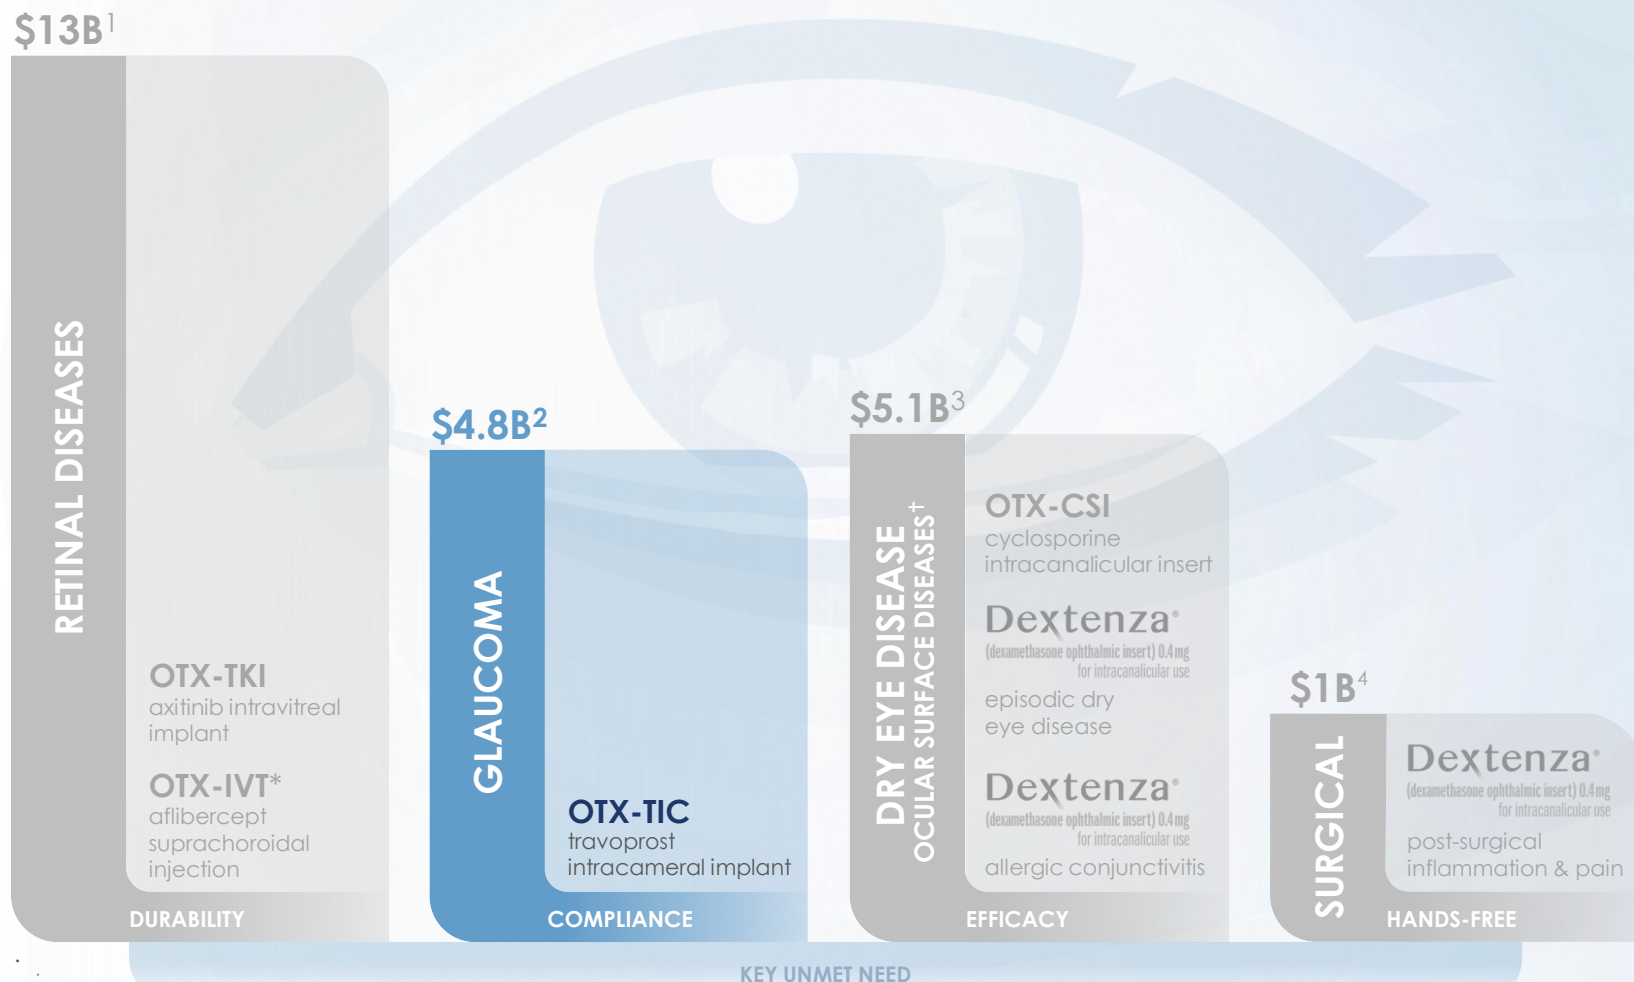 $13B1
RETINAL DISEASES
OTX-TKI
axitinib intravitreal
implant
OTX-IVT*
aflibercept
suprachoroidal
injection
DURABILITY
$4.8B2
GLAUCOMA
OTX-TIC
travoprost
intracameral implant
COMPLIANCE
$5.1B3
DRY EYE DISEASE
OCULAR SURFACE DISEASES†
OTX-CSI
cyclosporine
intracanalicular insert
Dextenza®
(dexamethasone ophthalmic insert) 0.4mg
for intracanalicular use
episodic dry
eye disease
Dextenza®
(dexamethasone ophthalmic insert) 0.4mg
for intracanalicular use
allergic conjunctivitis
EFFICACY
$1B4
SURGICAL
Dextenza®
(dexamethasone ophthalmic insert) 0.4mg
for intracanalicular use
post-surgical
inflammation & pain
HANDS-FREE
KEY UNMET NEED